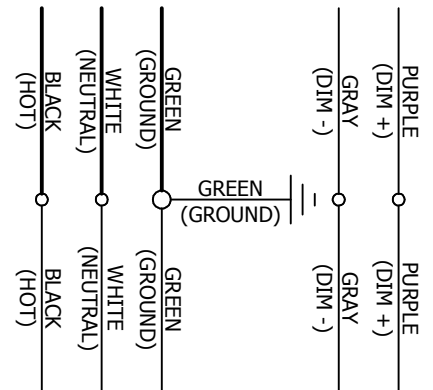 BLACK
(HOT)
WHITE
(NEUTRAL)
GREEN
(GROUND)
GRAY
(DIM -)
PURPLE
(DIM +)
GREEN
(GROUND)
BLACK
(HOT)
WHITE
(NEUTRAL)
GREEN
(GROUND)
GRAY
(DIM -)
PURPLE
(DIM +)